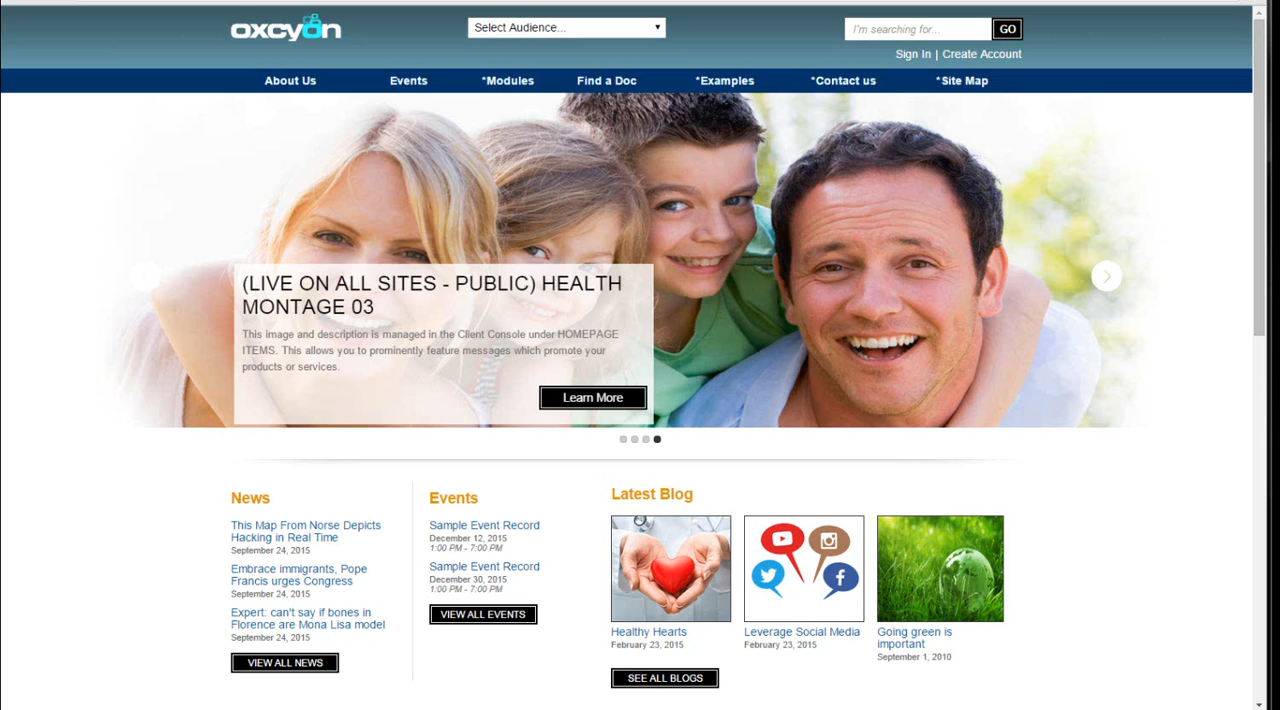 oxcyon
Select Audience...
I'm searching for...
GO
Sign In | Create Account
About Us
Events
*Modules
Find a Doc
*Examples
*Contact us
*Site Map
(LIVE ON ALL SITES - PUBLIC) HEALTH
MONTAGE 03
This image and description is managed in the Client Console under HOMEPAGE
ITEMS. This allows you to prominently feature messages which promote your
products or services.
Learn More
News
This Map From Norse Depicts
Hacking in Real Time
September 24, 2015
Embrace immigrants, Pope
Francis urges Congress
September 24, 2015
Expert: can't say if bones in
Florence are Mona Lisa model
September 24, 2015
VIEW ALL NEWS
Events
Sample Event Record
December 12, 2015
1:00 PM - 7:00 PM
Sample Event Record
December 30, 2015
1:00 PM - 7:00 PM
VIEW ALL EVENTS
Latest Blog
Healthy Hearts
February 23, 2015
Leverage Social Media
February 23, 2015
Going green is
important
September 1, 2010
SEE ALL BLOGS